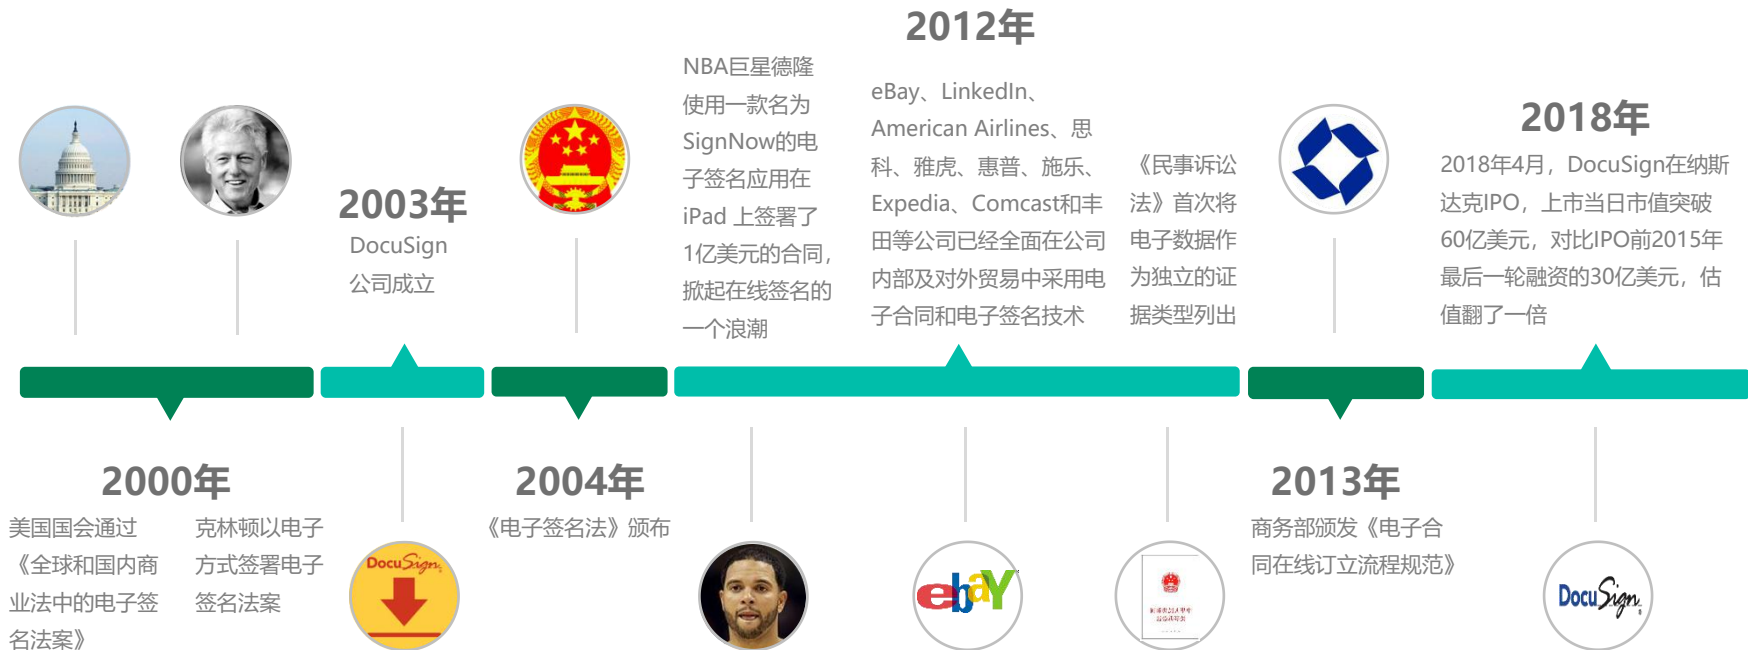 2000年
美国国会通过
《全球和国内商
业法中的电子签
名法案》
克林顿以电子
方式签署电子
签名法案
2003年
DocuSign
公司成立
DocuSign
2004年
《电子签名法》颁布
2012年
NBA巨星德隆
使用一款名为
SignNow的电
子签名应用在
iPad 上签署了
1亿美元的合同，
掀起在线签名的
一个浪潮
eBay、LinkedIn、
American Airlines、思
科、雅虎、惠普、施乐、
Expedia、Comcast和丰
田等公司已经全面在公司
内部及对外贸易中采用电
子合同和电子签名技术
ebaY
《民事诉讼
法》首次将
电子数据作
为独立的证
据类型列出
2013年
商务部颁发《电子合
同在线订立流程规范》
2018年
2018年4月，DocuSign在纳斯
达克IPO，上市当日市值突破
60亿美元，对比IPO前2015年
最后一轮融资的30亿美元，估
值翻了一倍
DocuSign